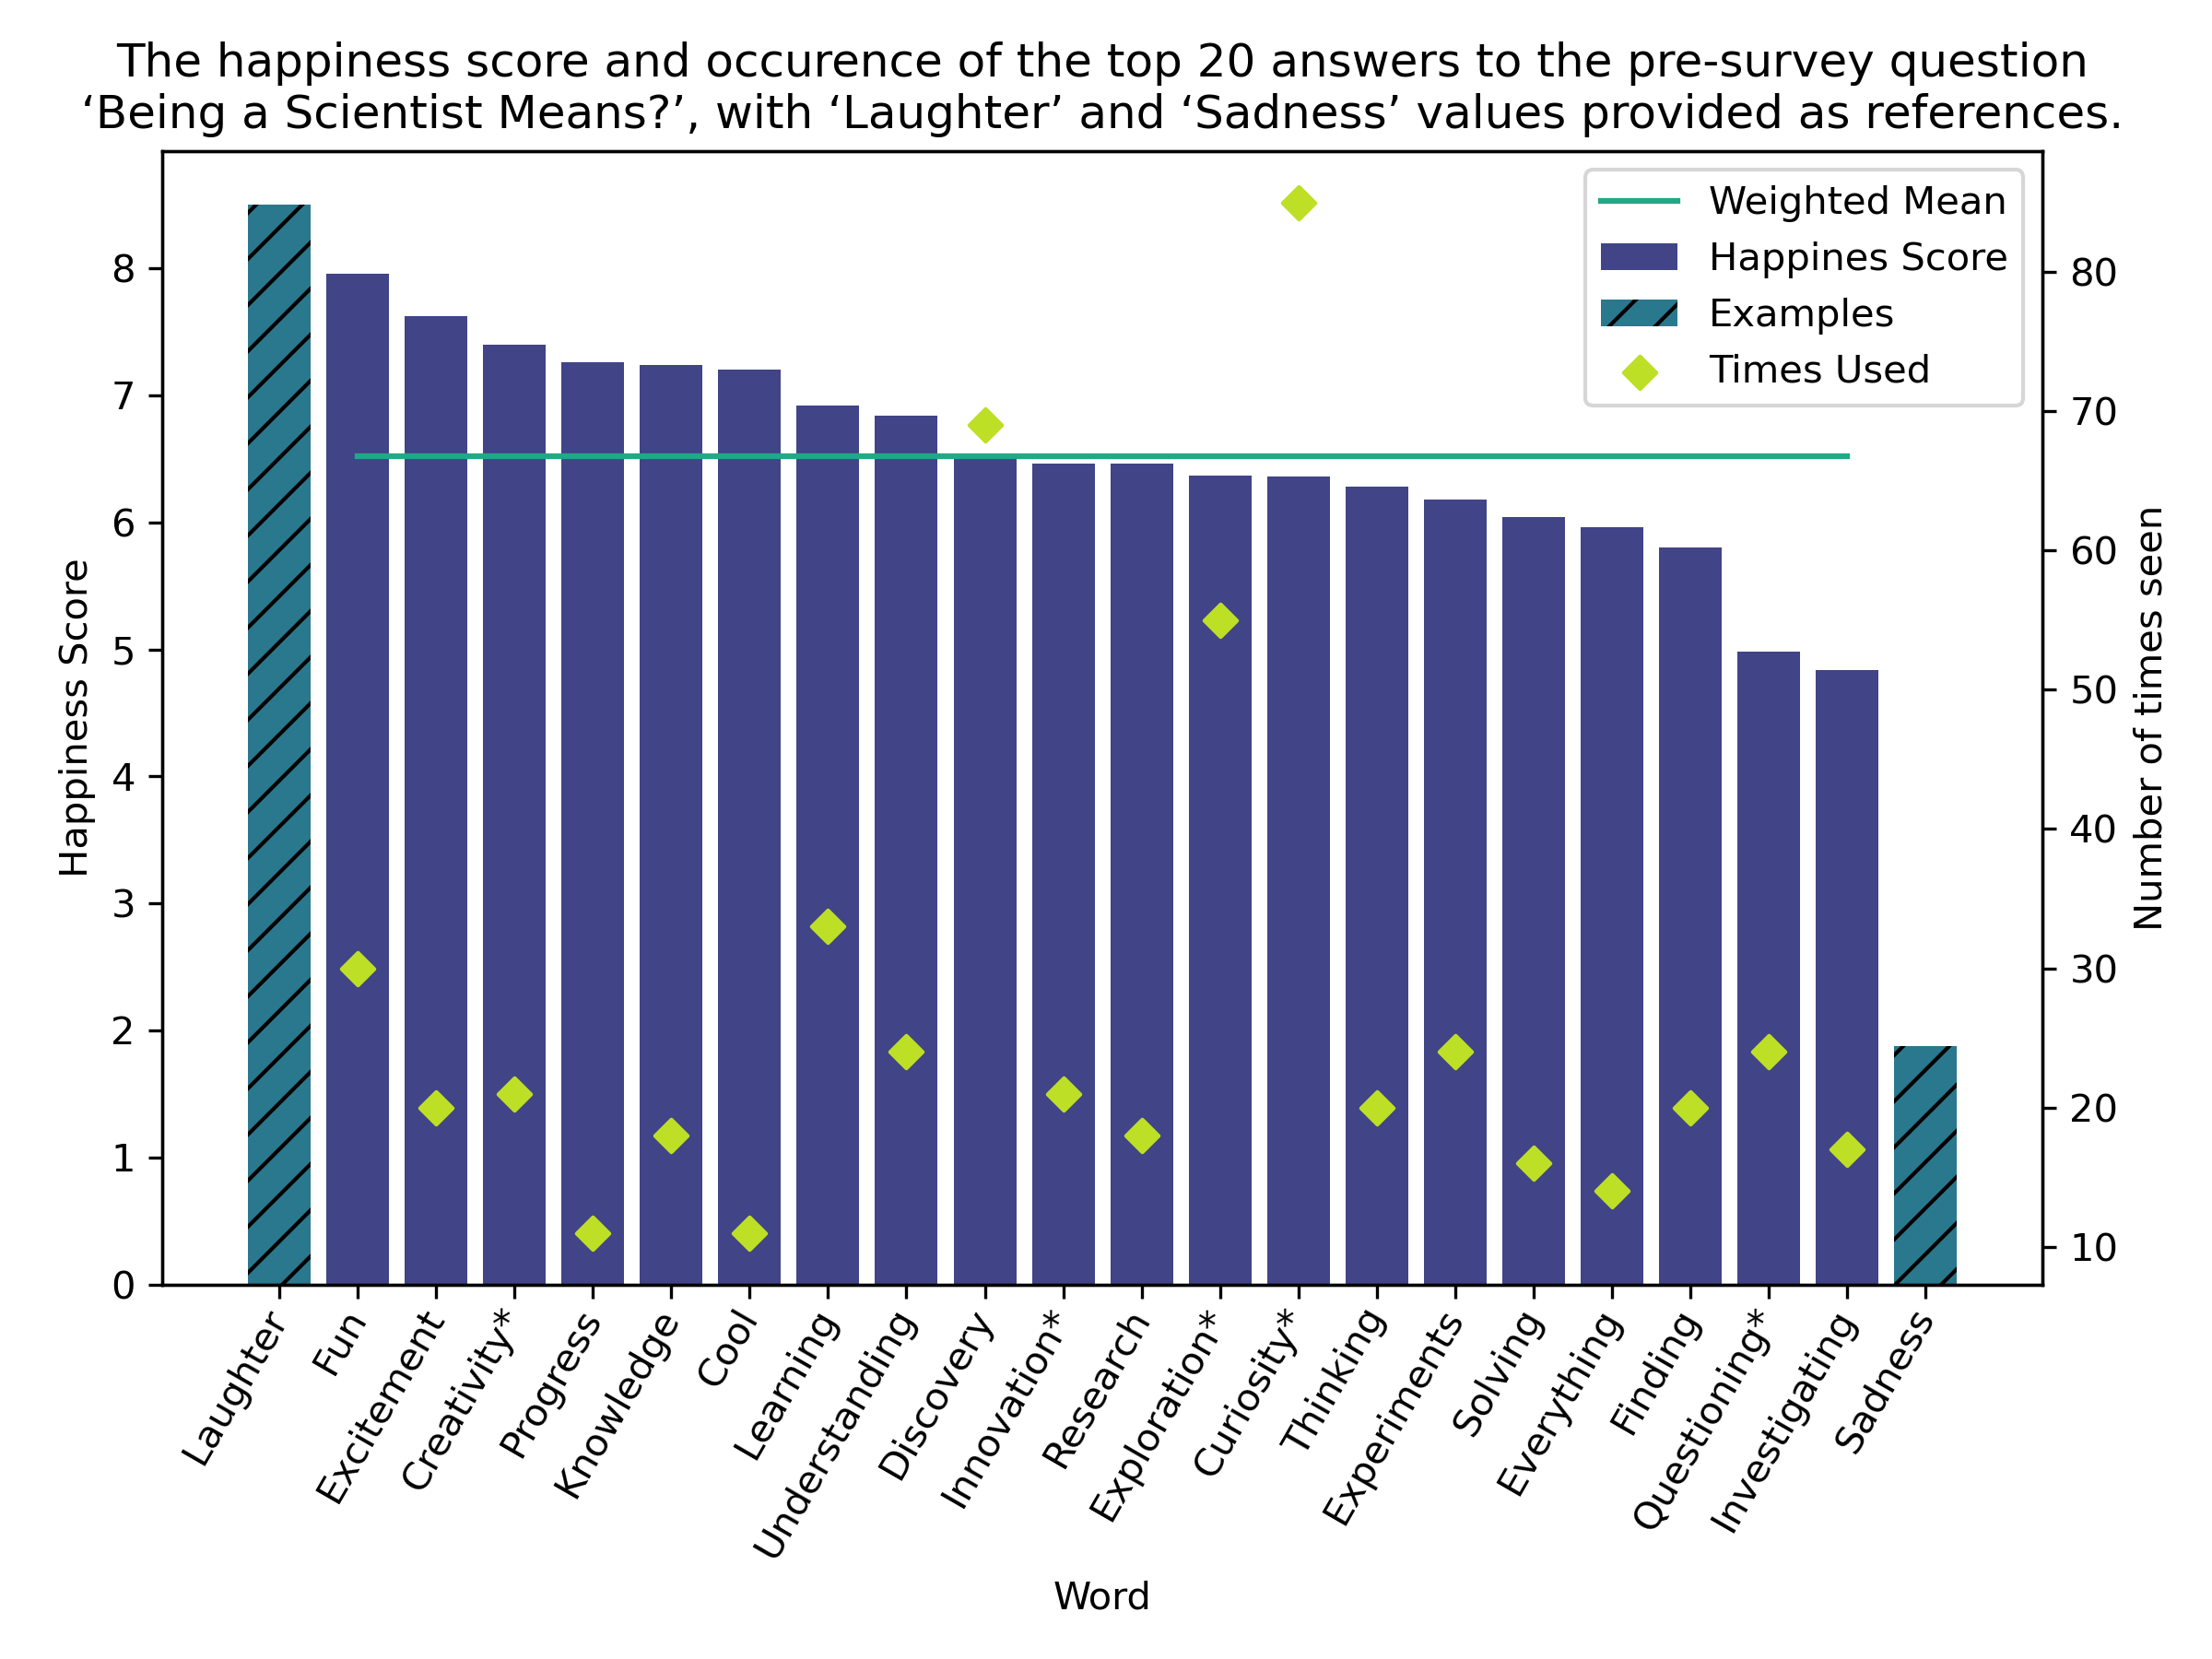 The happiness score and occurence of the top 20 answers to the pre-survey question
‘Being a Scientist Means?’, with ‘Laughter’ and ‘Sadness’ values provided as references.
Weighted Mean
Happines Score
Examples
Times Used
Happiness Score
8
7
6
5
4
3
2
1
0
80
70
60
50
40
30
20
10
Number of times seen
Laughter
Fun
Excitement
Creativity*
Progress
Knowledge
Cool
Learning
Understanding
Discovery
Innovation*
Research
Exploration*
Curiosity*
Thinking
Experiments
Solving
Everything
Finding
Questioning*
Investigating
Sadness
Word